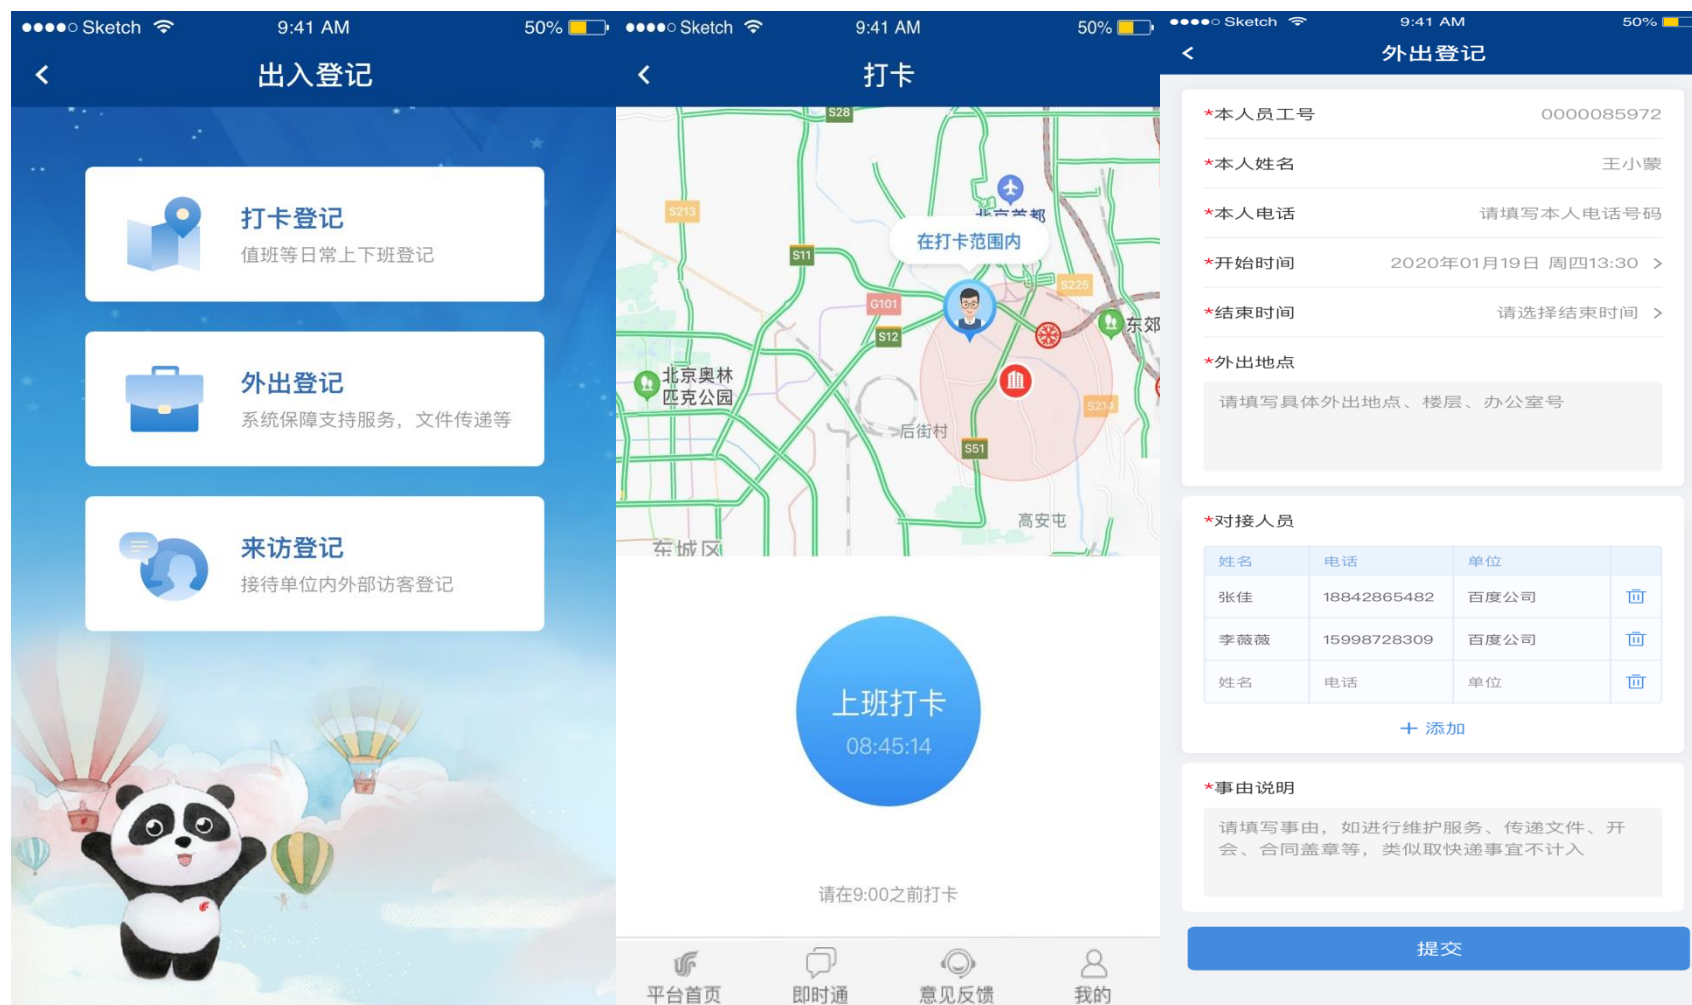 Sketch
9:41 AM
50%
出入登记
打卡登记
值班等日常上下班登记
外出登记
系统保障支持服务，文件传递等
来访登记
接待单位内外部访客登记
Sketch
9:41 AM
50%
打卡
S28
S213
北京首都
在打卡范围内
S11
S225
G101
S12
东郊
北京奥林
匹克公园
S213
后街村
S51
高安屯
东城区
上班打卡
08:45:14
请在9:00之前打卡
平台首页
即时通
意见反馈
我的
Sketch
9:41 AM
50%
外出登记
*本人员工号 0000085972
*本人姓名 王小蒙
*本人电话 请填写本人电话号码
*开始时间 2020年01月19日 周四13:30 >
*结束时间 请选择结束时间 >
*外出地点
请填写具体外出地点、楼层、办公室号
*对接人员
姓名 电话 单位
张佳 18842865482 百度公司
李薇薇 15998728309 百度公司
姓名 电话 单位
+ 添加
*事由说明
请填写事由，如进行维护服务、传递文件、开
会、合同盖章等，类似取快递事宜不计入
提交